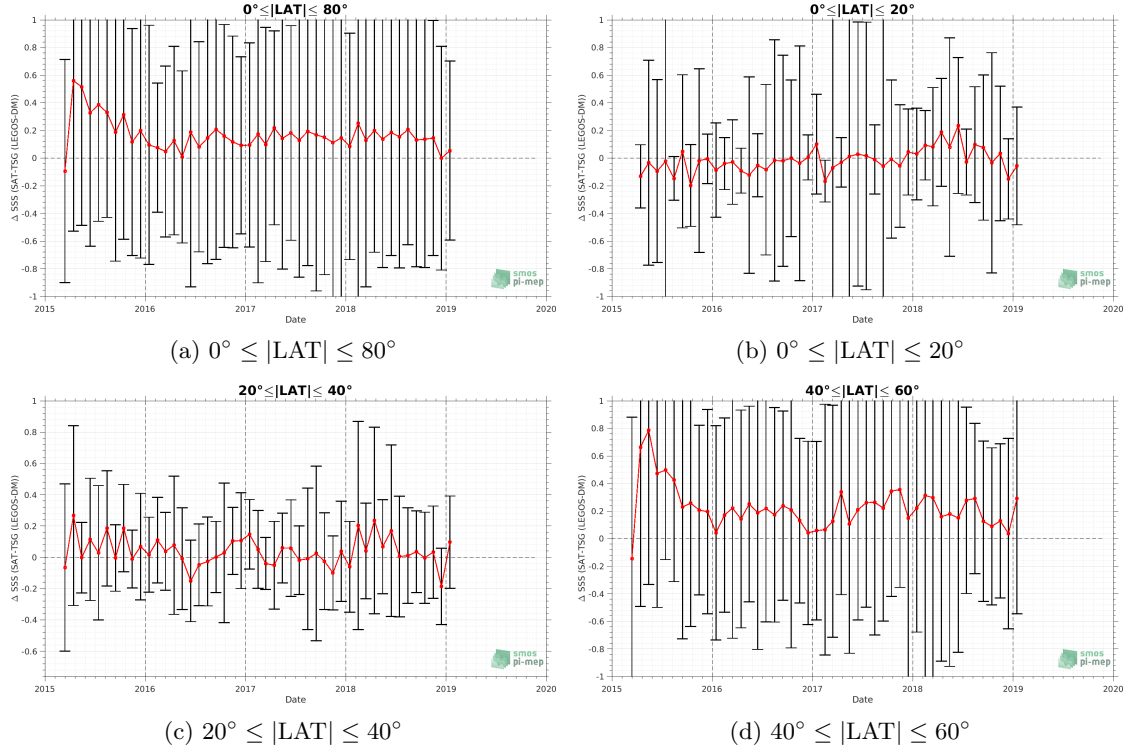 0°≤|LAT|≤ 80°
Δ SSS (SAT-TSG (LEGOS-DM))
1
0.8
0.6
0.4
0.2
0
-0.2
-0.4
-0.6
-0.8
-1
2015 2016 2017 2018 2019 2020
Date
smos
pi-mep
(a) 0° ≤ |LAT| ≤ 80°
0°≤|LAT|≤ 20°
Δ SSS (SAT-TSG (LEGOS-DM))
1
0.8
0.6
0.4
0.2
0
-0.2
-0.4
-0.6
-0.8
-1
2015 2016 2017 2018 2019 2020
Date
smos
pi-mep
(b) 0° ≤ |LAT| ≤ 20°
20°≤|LAT|≤ 40°
Δ SSS (SAT-TSG (LEGOS-DM))
1
0.8
0.6
0.4
0.2
0
-0.2
-0.4
-0.6
2015 2016 2017 2018 2019 2020
Date
smos
pi-mep
(c) 20° ≤ |LAT| ≤ 40°
40°≤|LAT|≤ 60°
Δ SSS (SAT-TSG (LEGOS-DM))
1
0.8
0.6
0.4
0.2
0
-0.2
-0.4
-0.6
-0.8
-1
2015 2016 2017 2018 2019 2020
Date
smos
pi-mep
(d) 40° ≤ |LAT| ≤ 60°